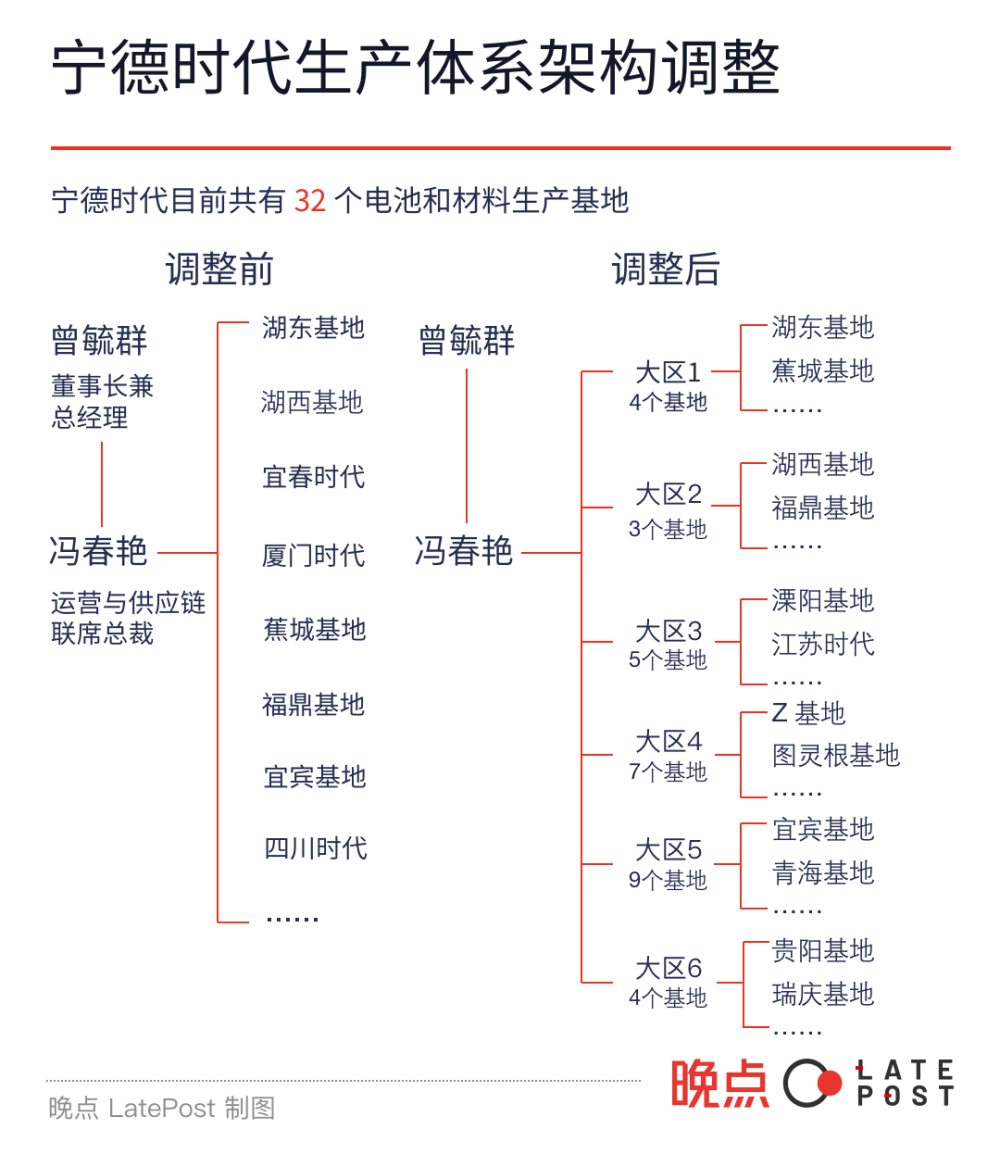 宁德时代生产体系架构调整
宁德时代目前共有 32 个电池和材料生产基地
调整前
曾毓群
董事长兼
总经理
冯春艳
运营与供应链
联席总裁
湖东基地
湖西基地
宜春时代
厦门时代
蕉城基地
福鼎基地
宜宾基地
四川时代
......
调整后
曾毓群
冯春艳
大区1
4个基地
湖东基地
蕉城基地
......
大区2
3个基地
湖西基地
福鼎基地
......
大区3
5个基地
溧阳基地
江苏时代
......
大区4
7个基地
Z 基地
图灵根基地
......
大区5
9个基地
宜宾基地
青海基地
......
大区6
4个基地
贵阳基地
瑞庆基地
......
晚点 LatePost 制图
晚点
LATE
POST